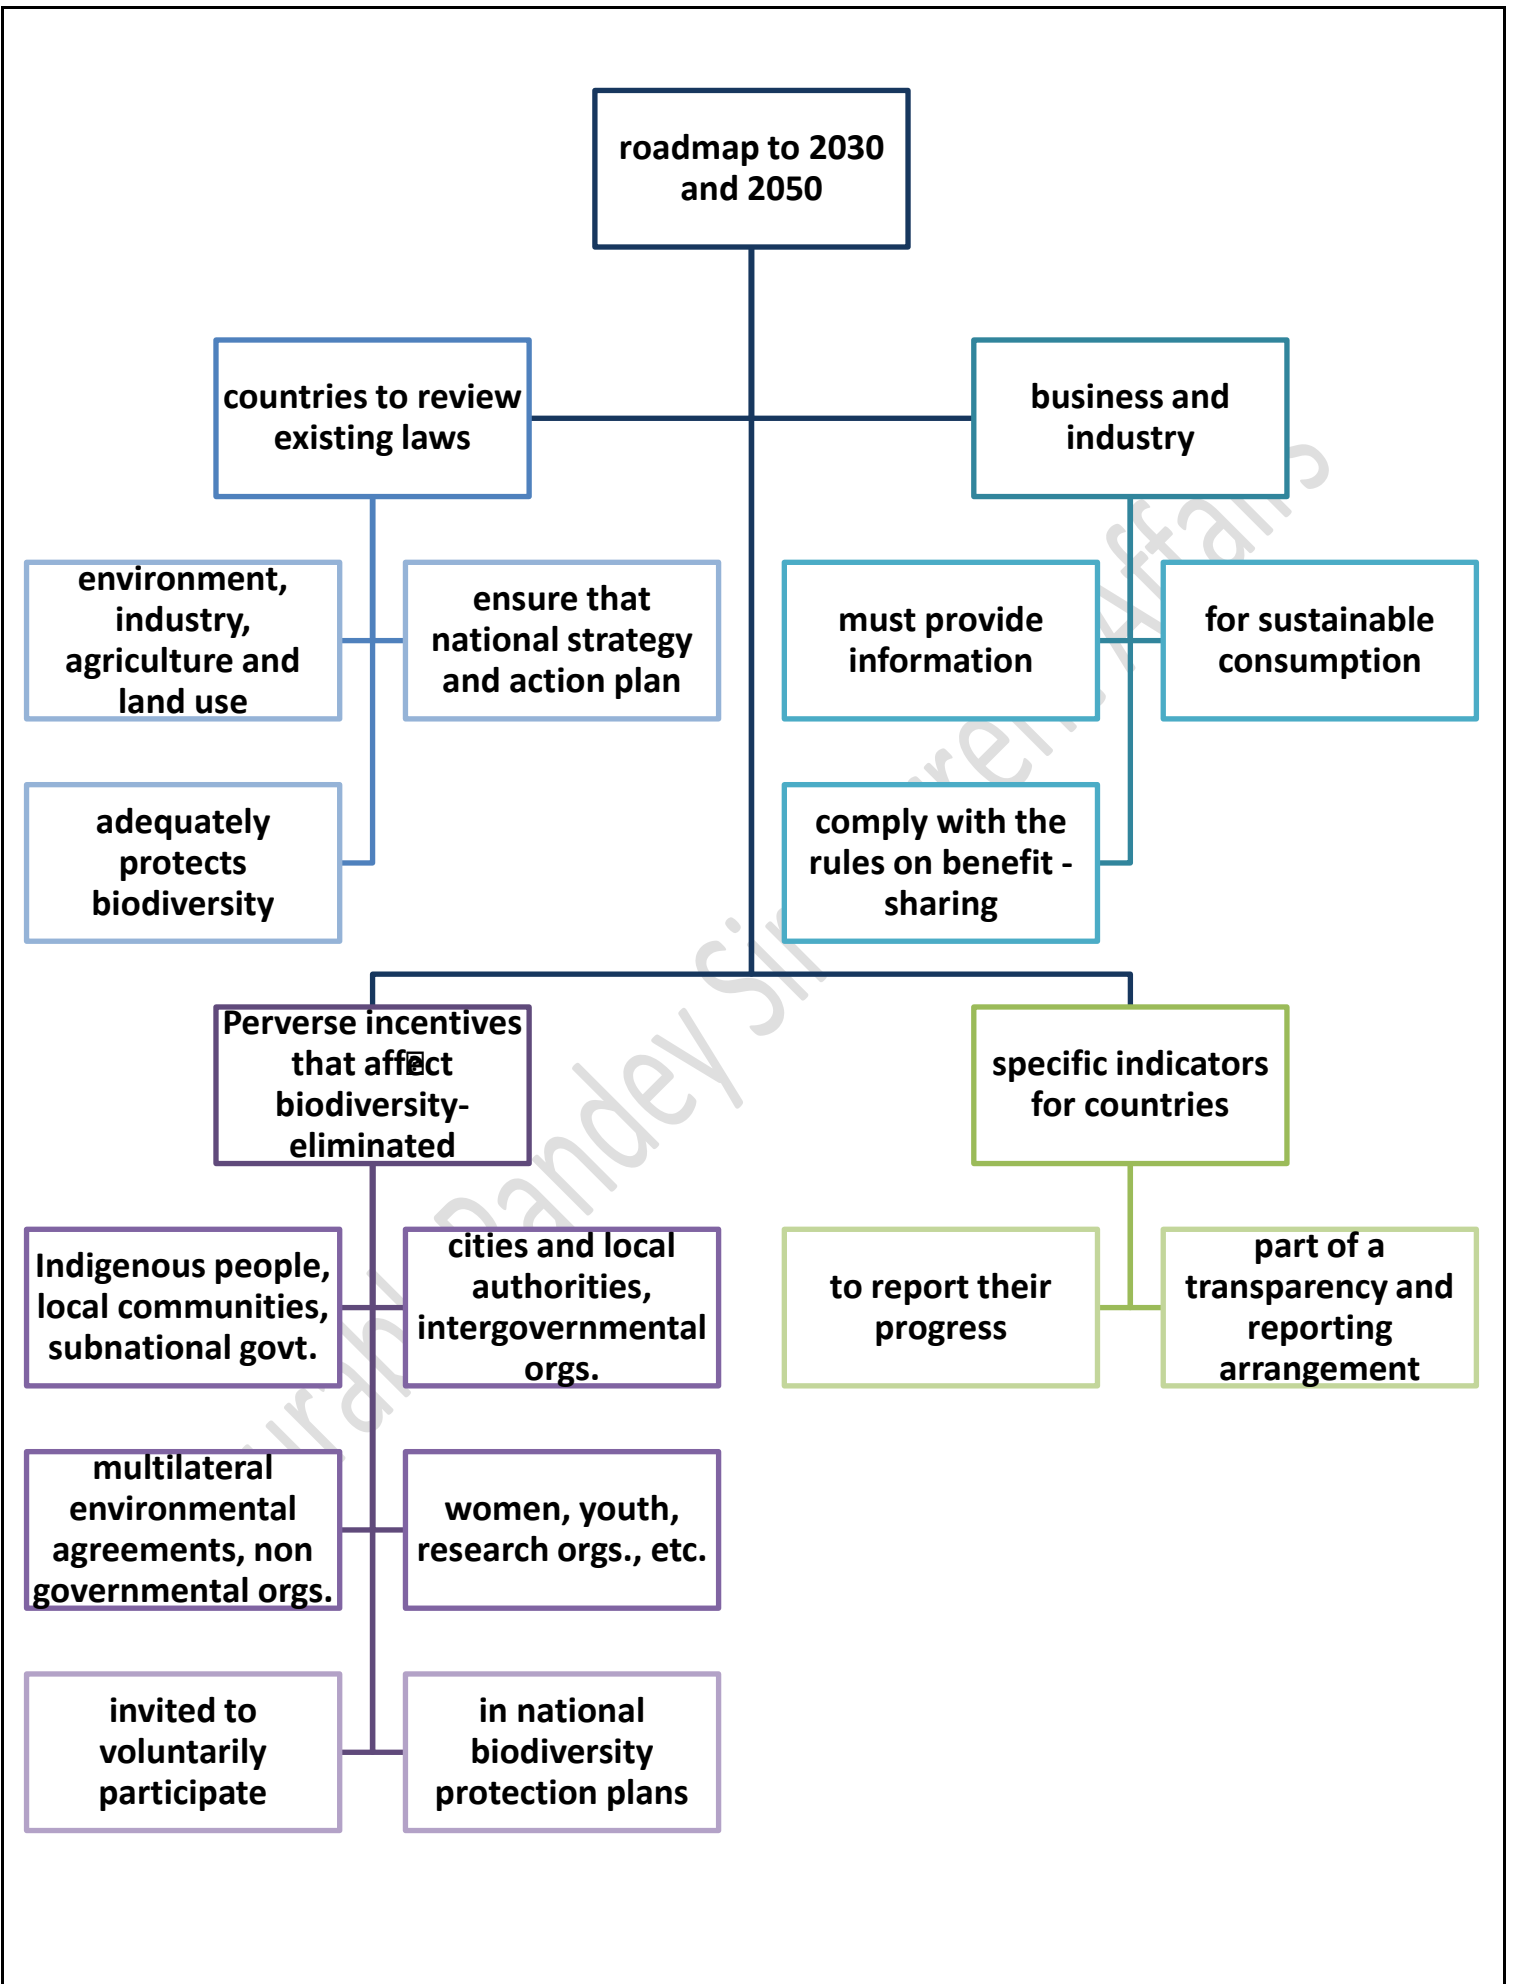 roadmap to 2030
and 2050
countries to review
existing laws
business and
industry
environment,
industry,
agriculture and
land use
ensure that
national strategy
and action plan
must provide
information
for sustainable
consumption
adequately
protects
biodiversity
comply with the
rules on benefit -
sharing
Perverse incentives
that affect
biodiversity-
eliminated
specific indicators
for countries
Indigenous people,
local communities,
subnational govt.
cities and local
authorities,
intergovernmental
orgs.
to report their
progress
part of a
transparency and
reporting
arrangement
multilateral
environmental
agreements, non
governmental orgs.
women, youth,
research orgs., etc.
invited to
voluntarily
participate
in national
biodiversity
protection plans
Pandey Sir
Affairs